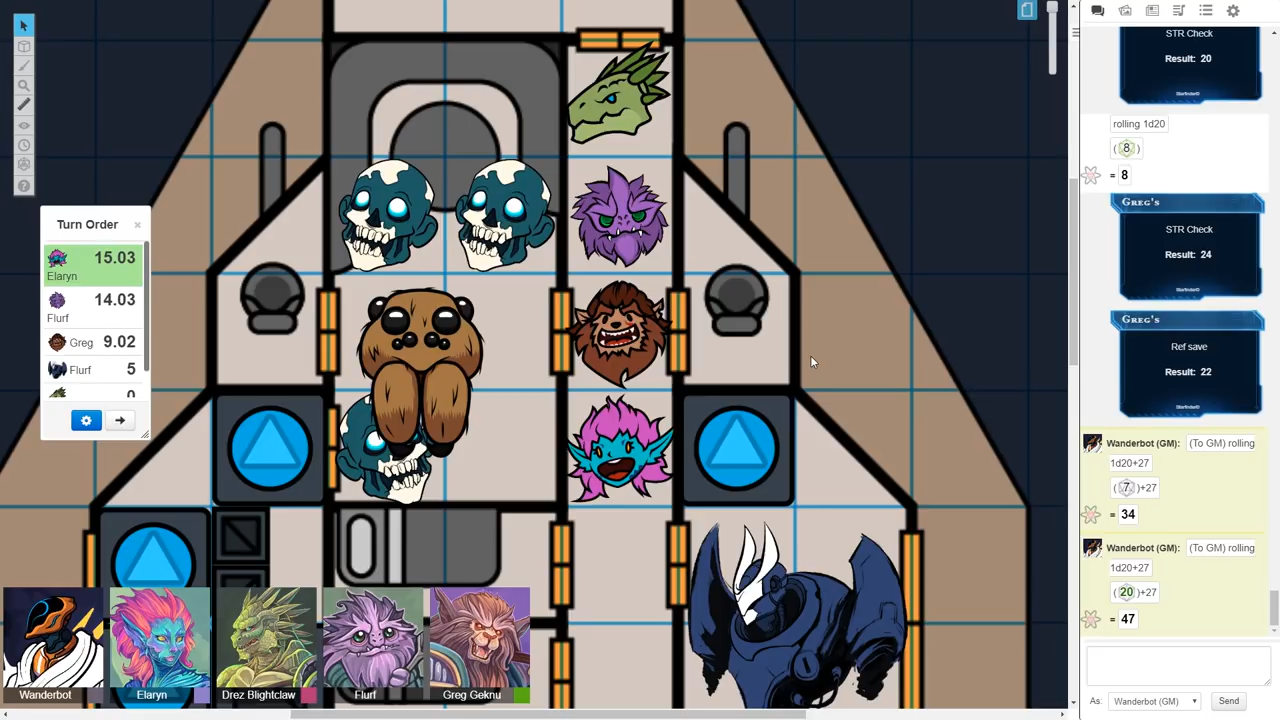 Turn Order ×
15.03
Elaryn
14.03
Flurf
Greg 9.02
Flurf 5
Wanderbot
Elaryn
Drez Blightclaw
Flurf
Greg Geknu
STR Check
Result: 20
Starfinder©
rolling 1d20
(8)
= 8
GREG'S
STR Check
Result: 24
Starfinder©
GREG'S
Ref save
Result: 22
Starfinder©
Wanderbot (GM): (To GM) rolling
1d20+27
(7)+27
= 34
Wanderbot (GM): (To GM) rolling
1d20+27
(20)+27
= 47
As: Wanderbot (GM) Send